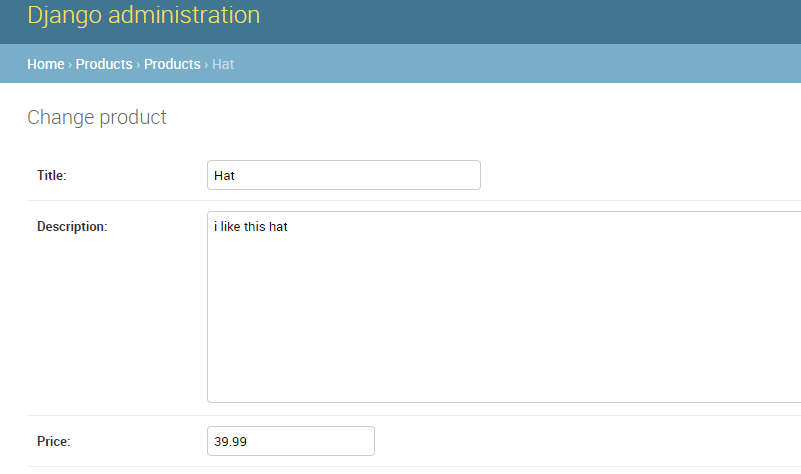 Django administration
Home › Products › Products › Hat
Change product
Title: Hat
Description: i like this hat
Price: 39.99